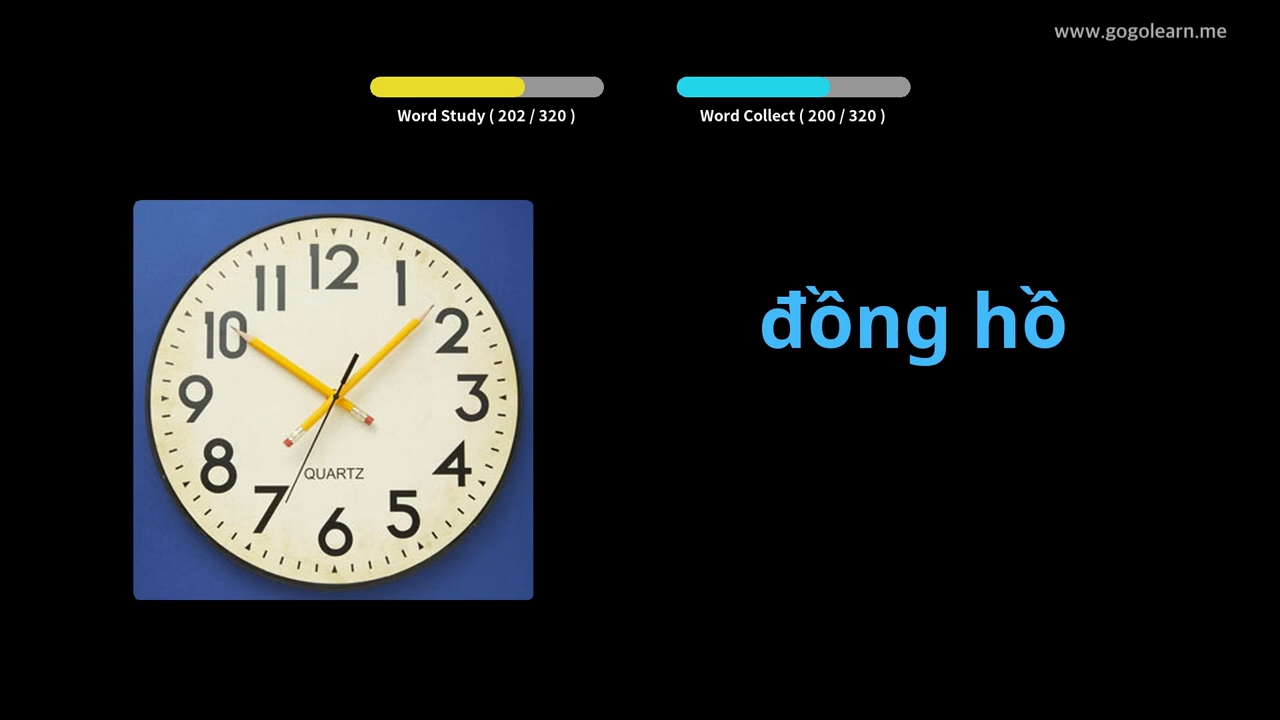 www.gogolearn.me
Word Study ( 202 / 320 )
Word Collect ( 200 / 320 )
12
11
1
10
2
9
3
8
4
QUARTZ
7
5
6
đồng hồ